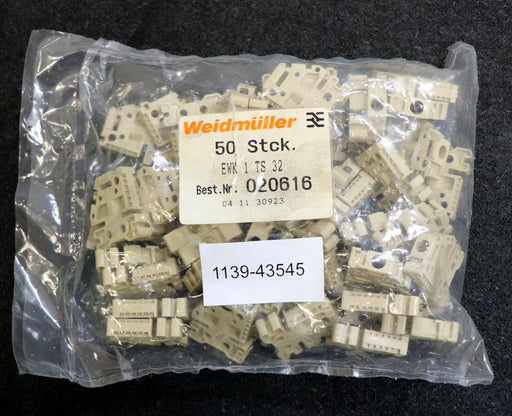 Weidmüller
50 Stck.
EWK 1 TS 32
Best.Nr. 020616
04 11 30923
1139-43545